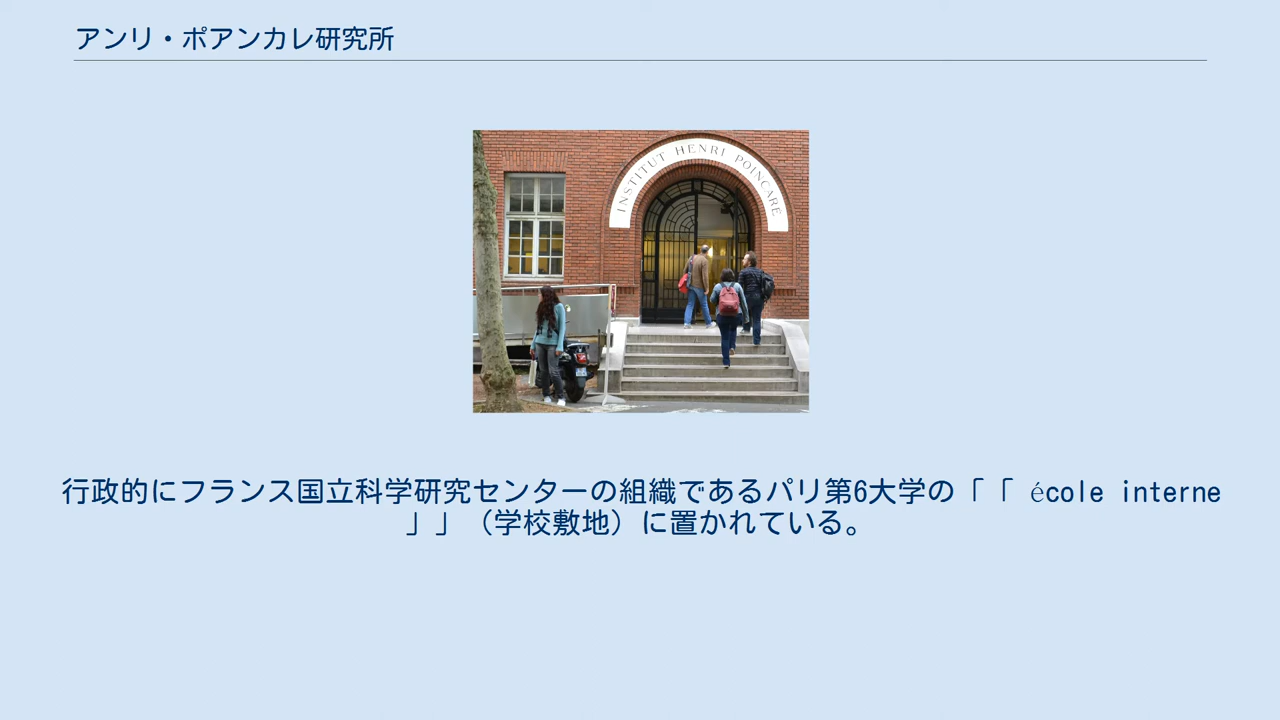 アンリ・ポアンカレ研究所
INSTITUT HENRI POINCARE
行政的にフランス国立科学研究センターの組織であるパリ第6大学の「「 école interne
」」（学校敷地）に置かれている。